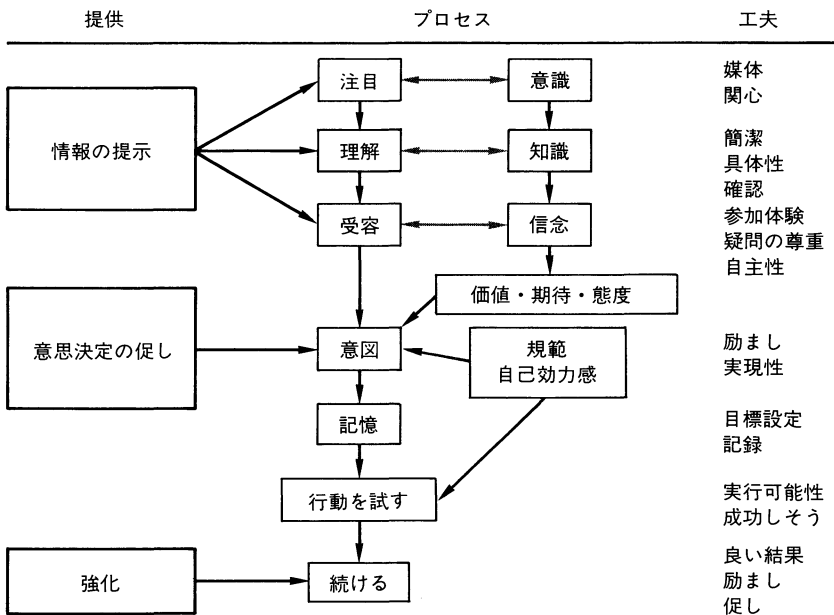 提供 プロセス 工夫
注目 意識 媒体
関心
情報の提示 理解 知識 簡潔
具体性
確認
受容 信念 参加体験
疑問の尊重
自主性
価値・期待・態度
意思決定の促し 意図 規範 励まし
自己効力感 実現性
記憶 目標設定
記録
行動を試す 実行可能性
成功しそう
良い結果
強化 続ける 励まし
促し